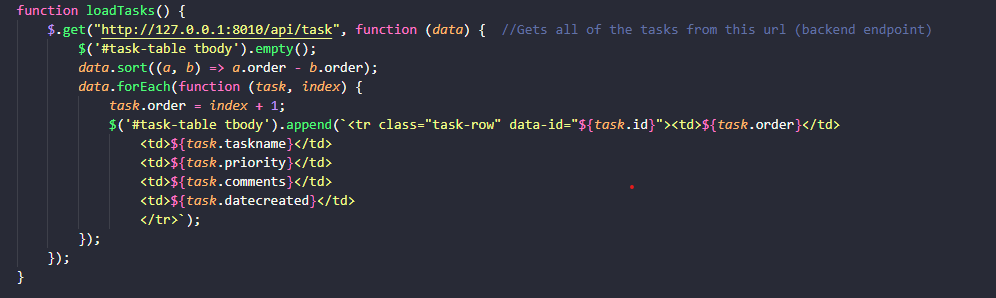 function loadTasks() {
$.get("http://127.0.0.1:8010/api/task", function (data) {  //Gets all of the tasks from this url (backend endpoint)
$('#task-table tbody').empty();
data.sort((a, b) => a.order - b.order);
data.forEach(function (task, index) {
task.order = index + 1;
$('#task-table tbody').append(`<tr class="task-row" data-id="${task.id}"><td>${task.order}</td>
<td>${task.taskname}</td>
<td>${task.priority}</td>
<td>${task.comments}</td>
<td>${task.datecreated}</td>
</tr>`);
});
});
}